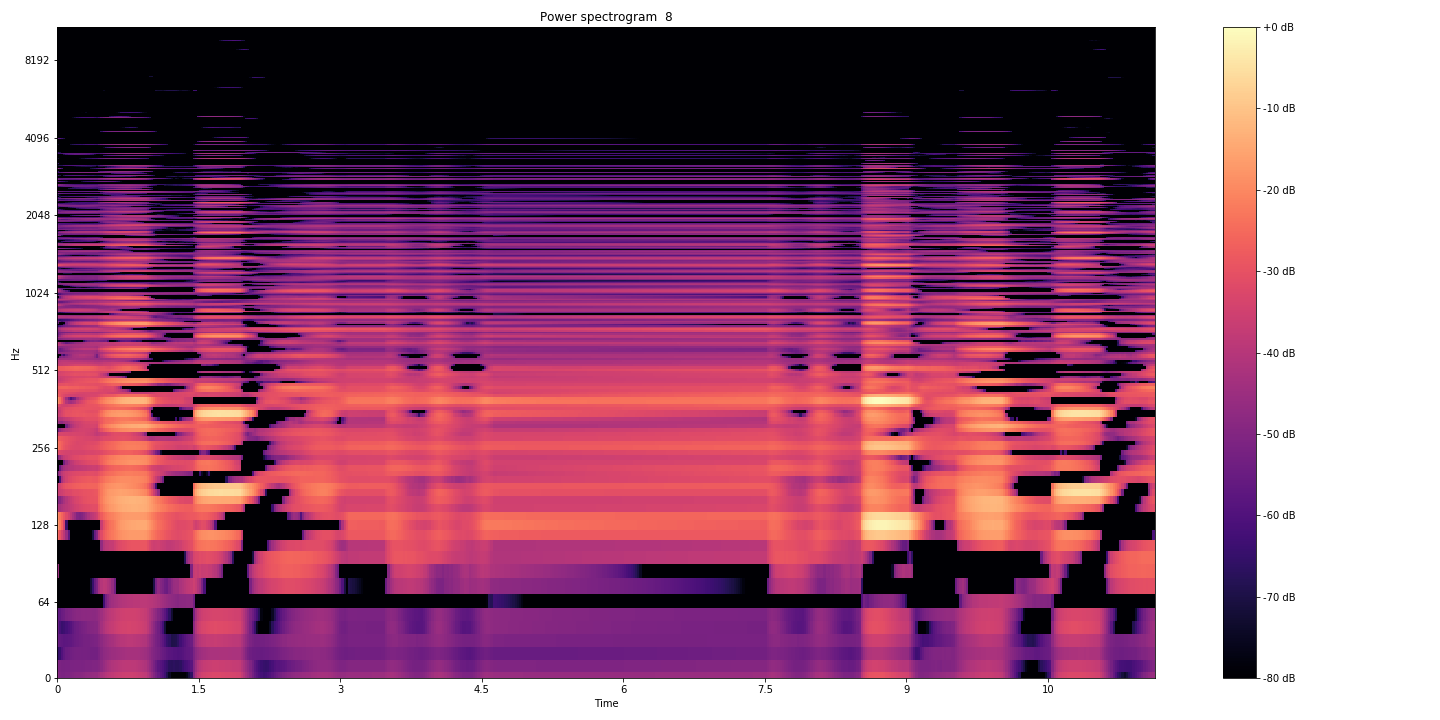 Power spectrogram 8
+0 dB
8192
-10 dB
4096
-20 dB
2048
-30 dB
1024
Hz
-40 dB
512
-50 dB
256
128
-60 dB
64
-70 dB
0
-80 dB
0 1.5 3 4.5 6 7.5 9 10
Time